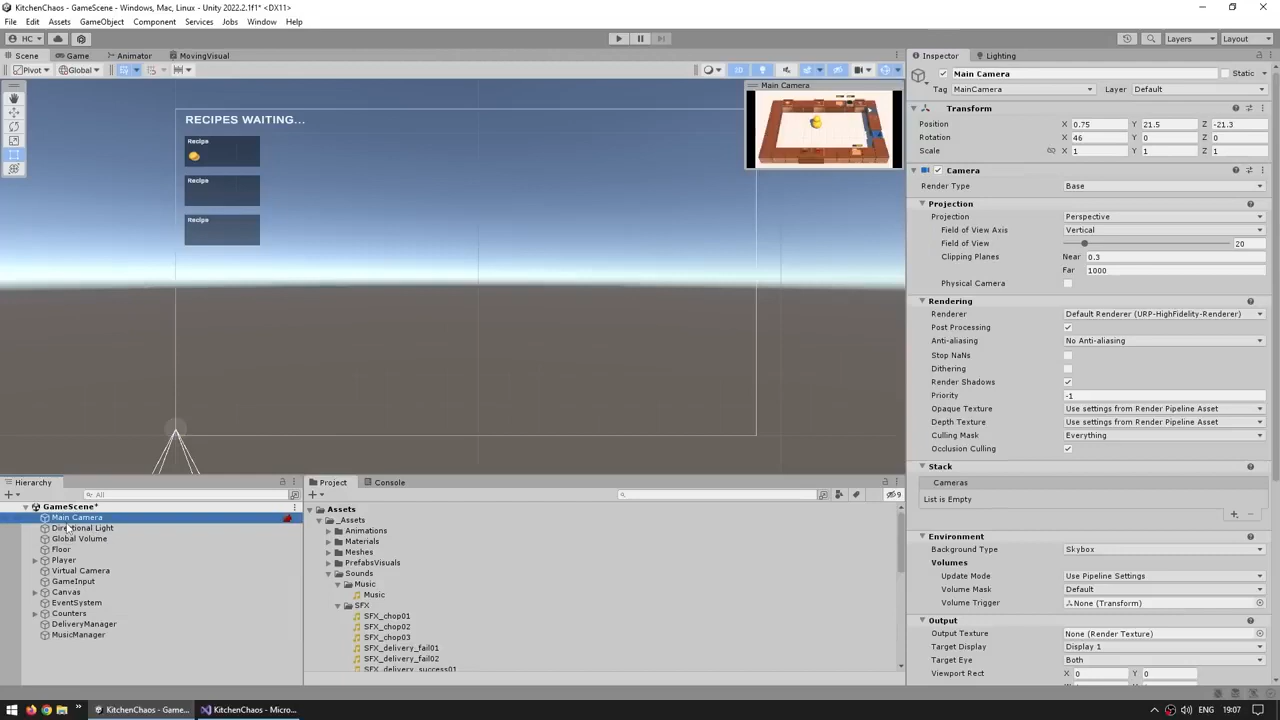 KitchenChaos - GameScene - Windows, Mac, Linux - Unity 2022.2.1f1* <DX11>
File Edit Assets GameObject Component Services Jobs Window Help
HC Layers Layout
Scene Game Animator MovingVisual
Pivot Global 2D
RECIPES WAITING...
Recipe
Recipe
Recipe
Main Camera
Inspector Lighting
Main Camera Static
Tag MainCamera Layer Default
Transform
Position X 0.75 Y 21.5 Z -21.3
Rotation X 46 Y 0 Z 0
Scale X 1 Y 1 Z 1
Camera
Render Type Base
Projection
Projection Perspective
Field of View Axis Vertical
Field of View 20
Clipping Planes Near 0.3
Far 1000
Physical Camera
Rendering
Renderer Default Renderer (URP-HighFidelity-Renderer)
Post Processing
Anti-aliasing No Anti-aliasing
Stop NaNs
Dithering
Render Shadows
Priority -1
Opaque Texture Use settings from Render Pipeline Asset
Depth Texture Use settings from Render Pipeline Asset
Culling Mask Everything
Occlusion Culling
Stack
Cameras
List is Empty
Environment
Background Type Skybox
Volumes
Update Mode Use Pipeline Settings
Volume Mask Default
Volume Trigger None (Transform)
Output
Output Texture None (Render Texture)
Target Display Display 1
Target Eye Both
Viewport Rect X 0 Y 0
Hierarchy
All
GameScene*
Main Camera
Directional Light
Global Volume
Floor
Player
Virtual Camera
GameInput
Canvas
EventSystem
Counters
DeliveryManager
MusicManager
Project Console
9
Assets
_Assets
Animations
Materials
Meshes
PrefabsVisuals
Sounds
Music
Music
SFX
SFX_chop01
SFX_chop02
SFX_chop03
SFX_delivery_fail01
SFX_delivery_fail02
SFX_delivery_success01
KitchenChaos - Game... KitchenChaos - Micro... ENG 19:07